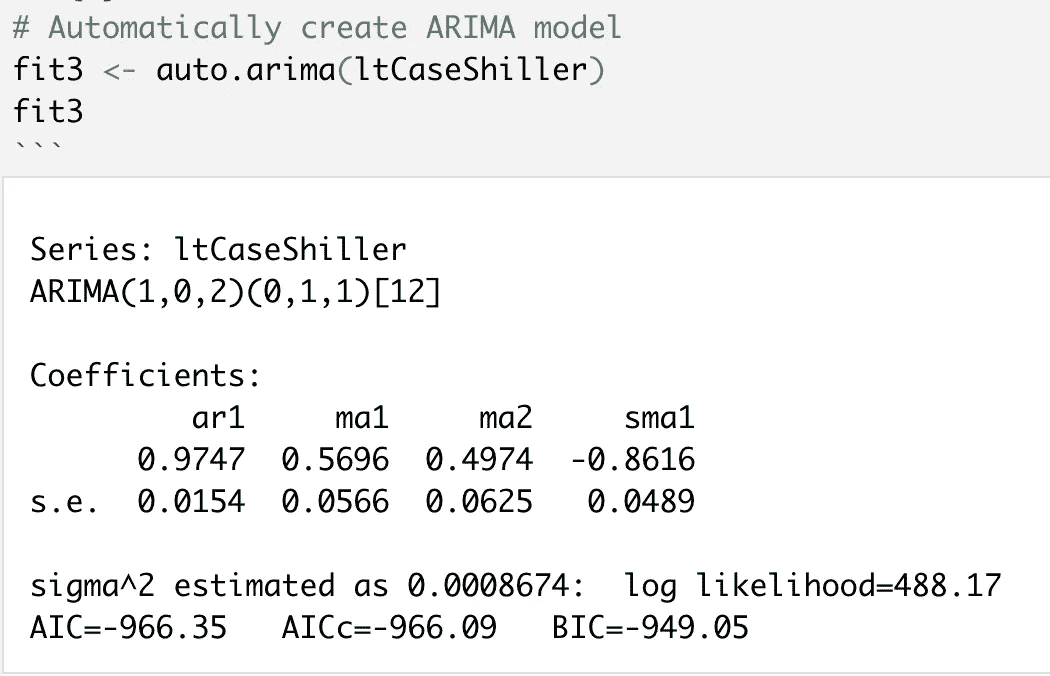 # Automatically create ARIMA model
fit3 <- auto.arima(ltCaseShiller)
fit3
```
Series: ltCaseShiller
ARIMA(1,0,2)(0,1,1)[12]
Coefficients:
ar1 ma1 ma2 sma1
0.9747 0.5696 0.4974 -0.8616
s.e. 0.0154 0.0566 0.0625 0.0489
sigma^2 estimated as 0.0008674: log likelihood=488.17
AIC=-966.35 AICc=-966.09 BIC=-949.05